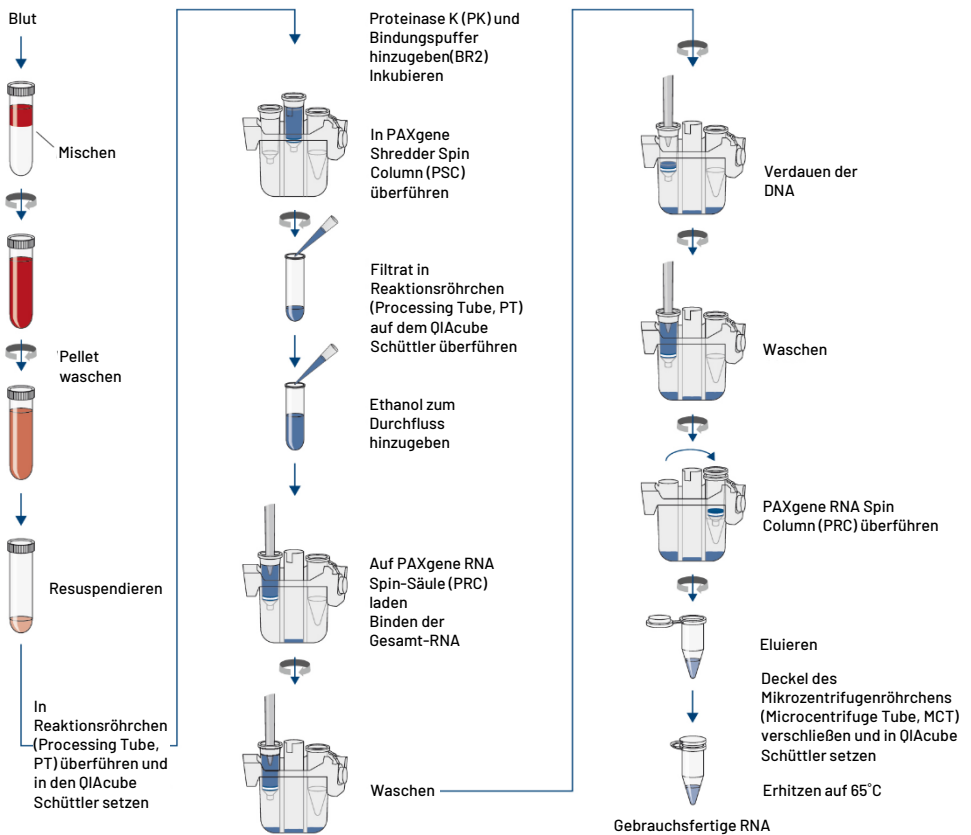 Blut
Mischen
'Pellet
waschen
Resuspendieren
In
Reaktionsröhrchen
(Processing Tube,
PT) überführen und
in den QIAcube
Schüttler setzen
Proteinase K (PK) und
Bindungspuffer
hinzugeben(BR2)
Inkubieren
In PAXgene
Shredder Spin
Column (PSC)
überführen
Filtrat in
Reaktionsröhrchen
(Processing Tube, PT)
auf dem QIAcube
Schüttler überführen
Ethanol zum
Durchfluss
hinzugeben
Auf PAXgene RNA
Spin-Säule (PRC)
laden
Binden der
Gesamt-RNA
Waschen
Verdauen der
DNA
Waschen
PAXgene RNA Spin
Column (PRC) überführen
Eluieren
Deckel des
Mikrozentrifugenröhrchens
(Microcentrifuge Tube, MCT)
verschließen und in QIAcube
Schüttler setzen
Erhitzen auf 65°C
Gebrauchsfertige RNA